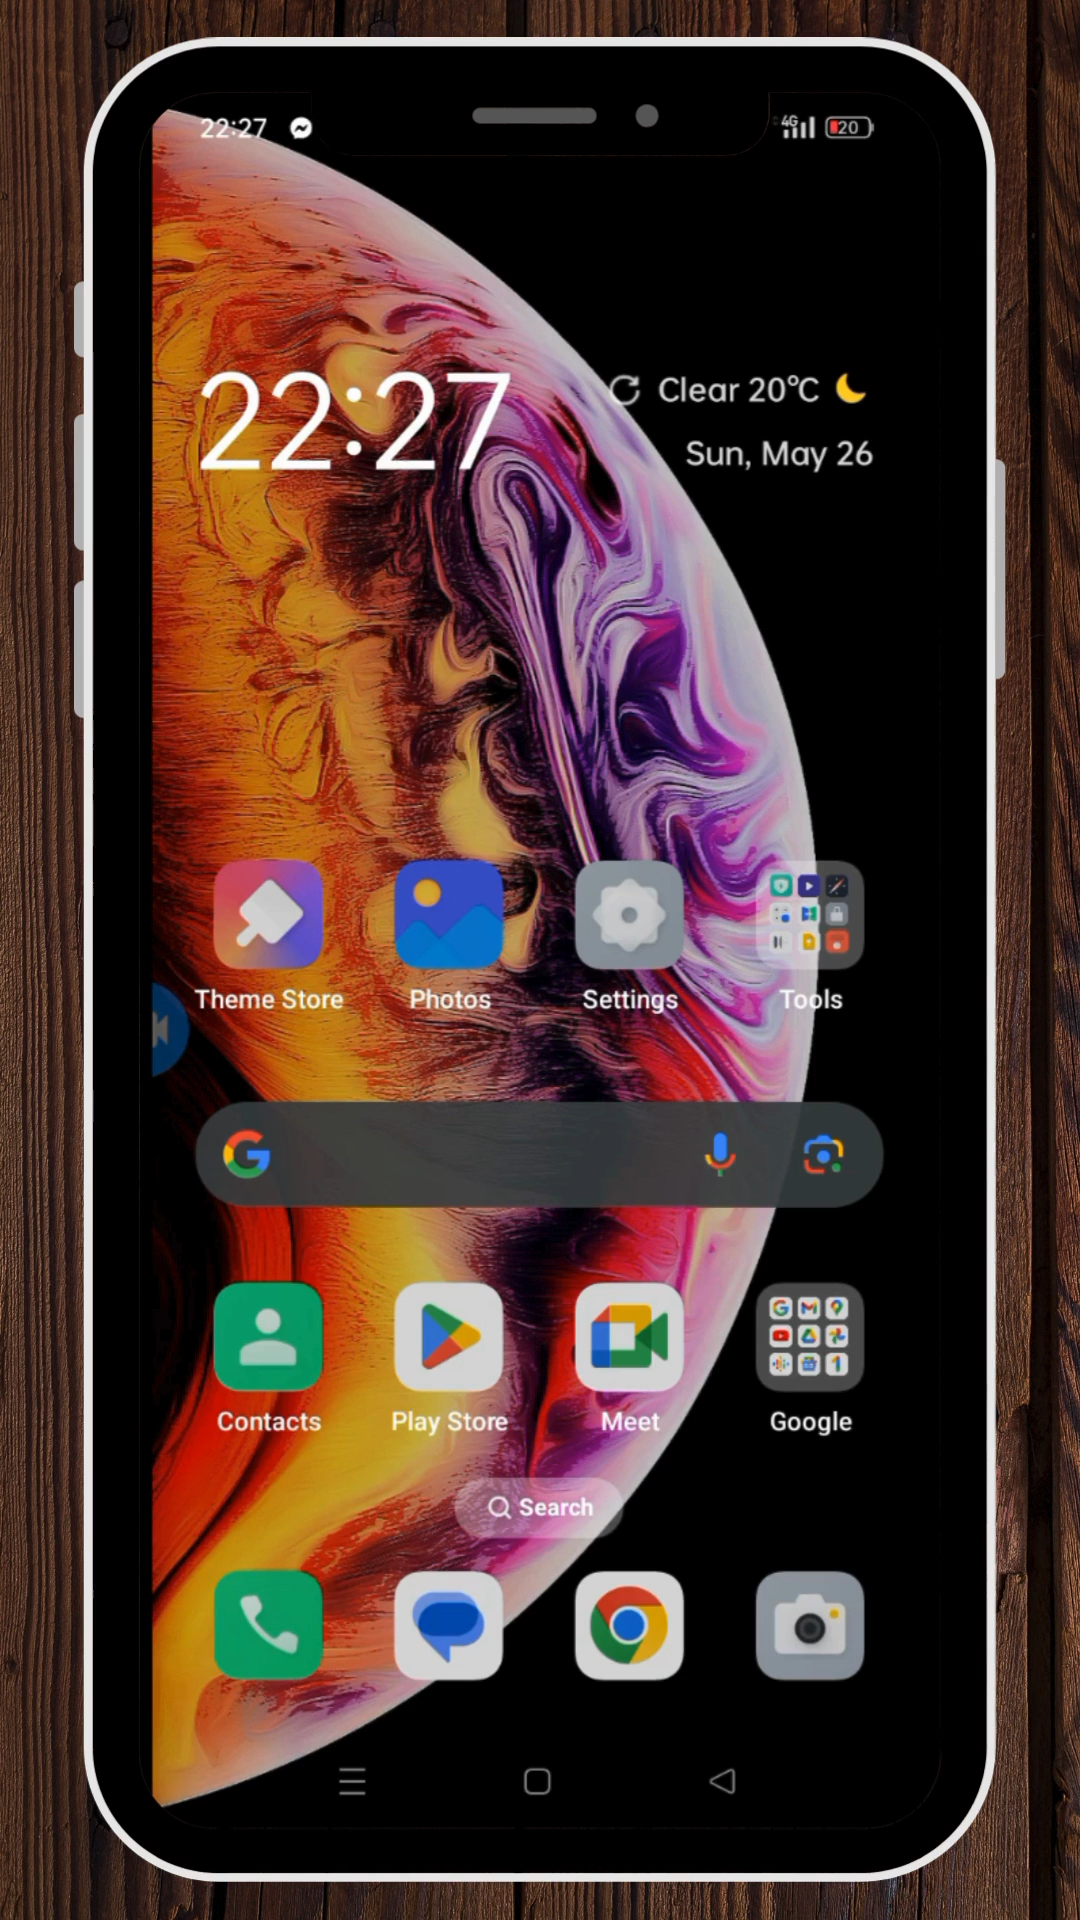 22:27
4G
20
22:27
Clear 20°C
Sun, May 26
Theme Store
Photos
Settings
Tools
Contacts
Play Store
Meet
Google
Search